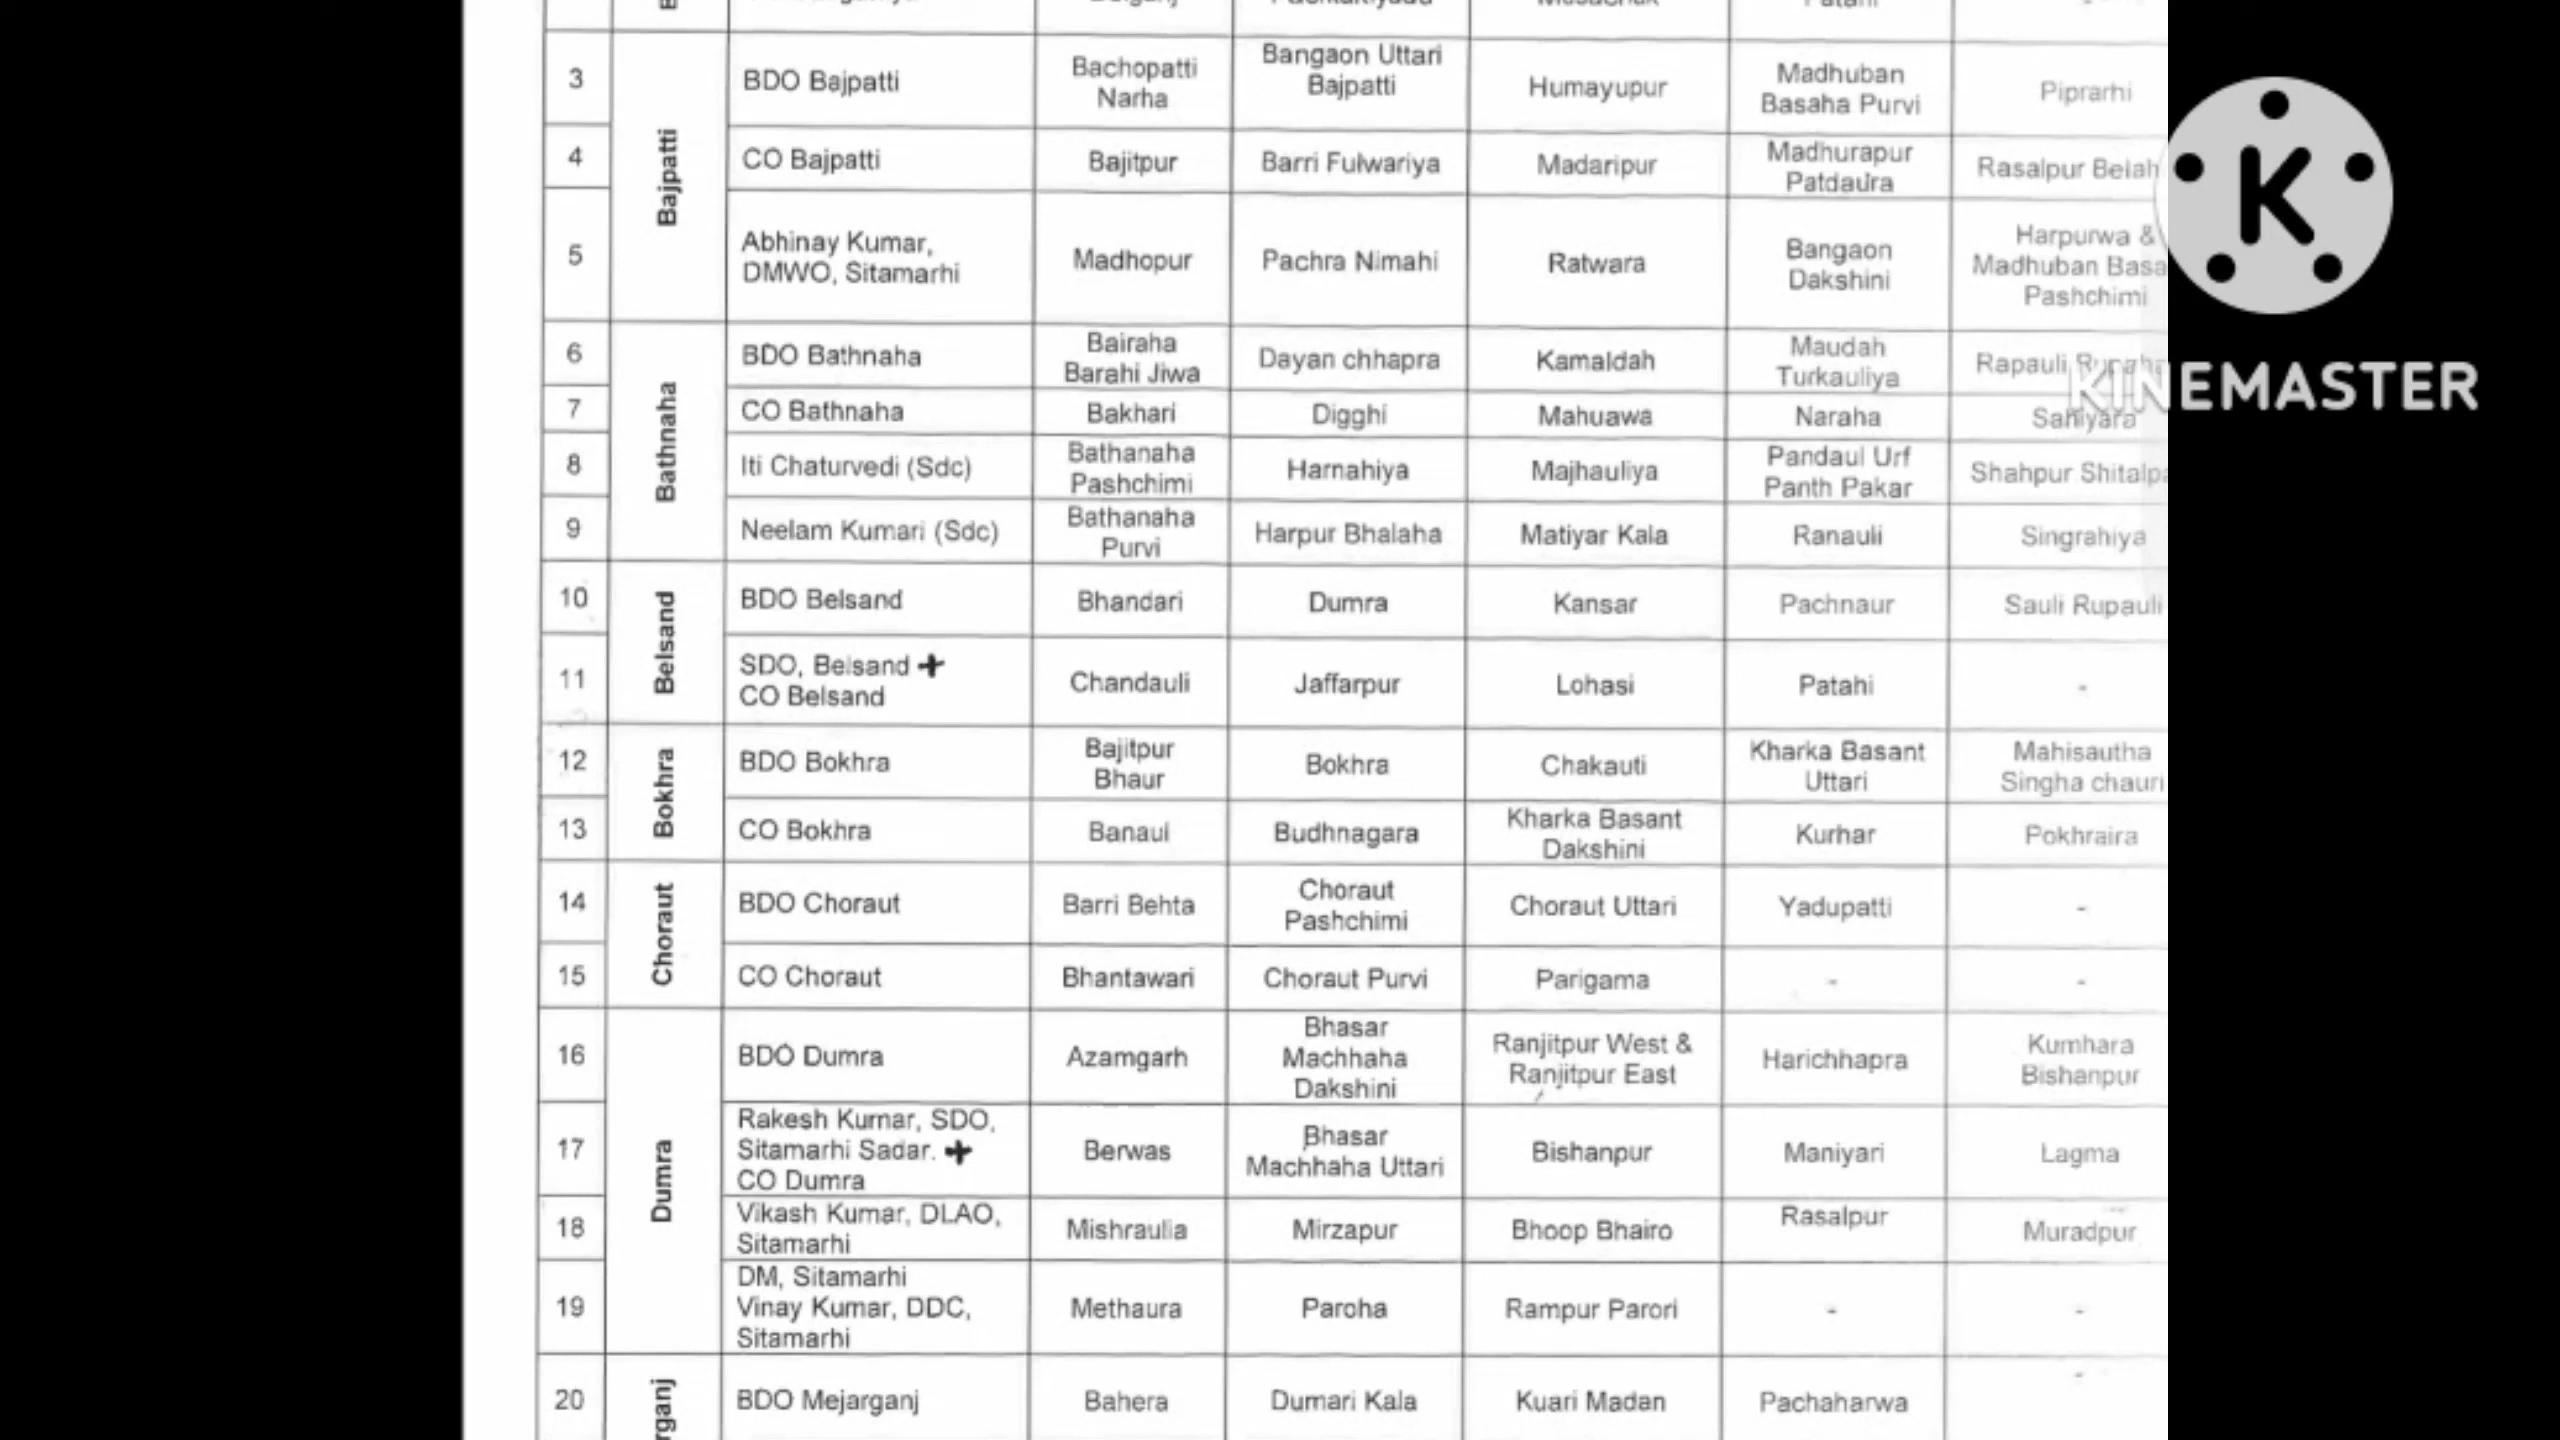 3
BDO Bajpatti
Bachopatti
Narha
Bangaon Uttari
Bajpatti
Humayupur
Madhuban
Basaha Purvi
Piprarhi
Bajpatti
4
CO Bajpatti
Bajitpur
Barri Fulwariya
Madaripur
Madhurapur
Patdaura
Rasalpur
5
Abhinay Kumar,
DMWO, Sitamarhi
Madhopur
Pachra Nimahi
Ratwara
Bangaon
Dakshini
Harpurwa &
Madhuban
Pashchimi
6
BDO Bathnaha
Bairaha
Barahi Jiwa
Dayan chhapra
Kamaldah
Maudah
Turkauliya
Rapauli
KINEMASTER
Bathnaha
7
CO Bathnaha
Bakhari
Digghi
Mahuawa
Naraha
8
Iti Chaturvedi (Sdc)
Bathanaha
Pashchimi
Harnahiya
Majhauliya
Pandaul Urf
Panth Pakar
Shahpur
9
Neelam Kumari (Sdc)
Bathanaha
Purvi
Harpur Bhalaha
Matiyar Kala
Ranauli
Singrahiya
10
Belsand
BDO Belsand
Bhandari
Dumra
Kansar
Pachnaur
Sauli Rupauli
11
SDO, Belsand +
CO Belsand
Chandauli
Jaffarpur
Lohasi
Patahi
-
12
Bokhra
BDO Bokhra
Bajitpur
Bhaur
Bokhra
Chakauti
Kharka Basant
Uttari
Mahisautha
Singha chauri
13
CO Bokhra
Banaul
Budhnagara
Kharka Basant
Dakshini
Kurhar
Pokhraira
14
Choraut
BDO Choraut
Barri Behta
Choraut
Pashchimi
Choraut Uttari
Yadupatti
-
15
CO Choraut
Bhantawari
Choraut Purvi
Parigama
-
-
16
BDO Dumra
Azamgarh
Bhasar
Machhaha
Dakshini
Ranjitpur West &
Ranjitpur East
Harichhapra
Kumhara
Bishanpur
Dumra
17
Rakesh Kumar, SDO,
Sitamarhi Sadar. +
CO Dumra
Berwas
Bhasar
Machhaha Uttari
Bishanpur
Maniyari
Lagma
18
Vikash Kumar, DLAO,
Sitamarhi
Mishraulia
Mirzapur
Bhoop Bhairo
Rasalpur
Muradpur
19
DM, Sitamarhi
Vinay Kumar, DDC,
Sitamarhi
Methaura
Paroha
Rampur Parori
-
-
20
BDO Mejarganj
Bahera
Dumari Kala
Kuari Madan
Pachaharwa